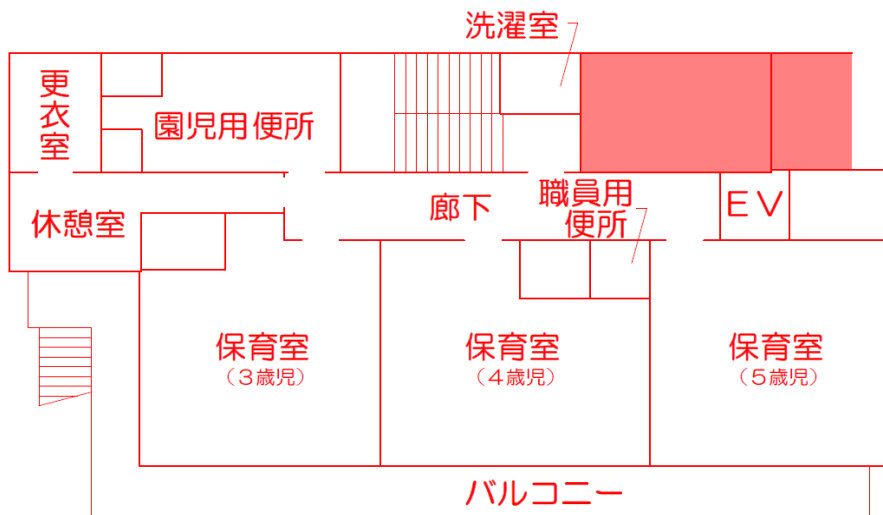 洗濯室
更衣室
園児用便所
職員用
便所
廊下
EV
休憩室
保育室
(3歳児)
保育室
(4歳児)
保育室
(5歳児)
バルコニー